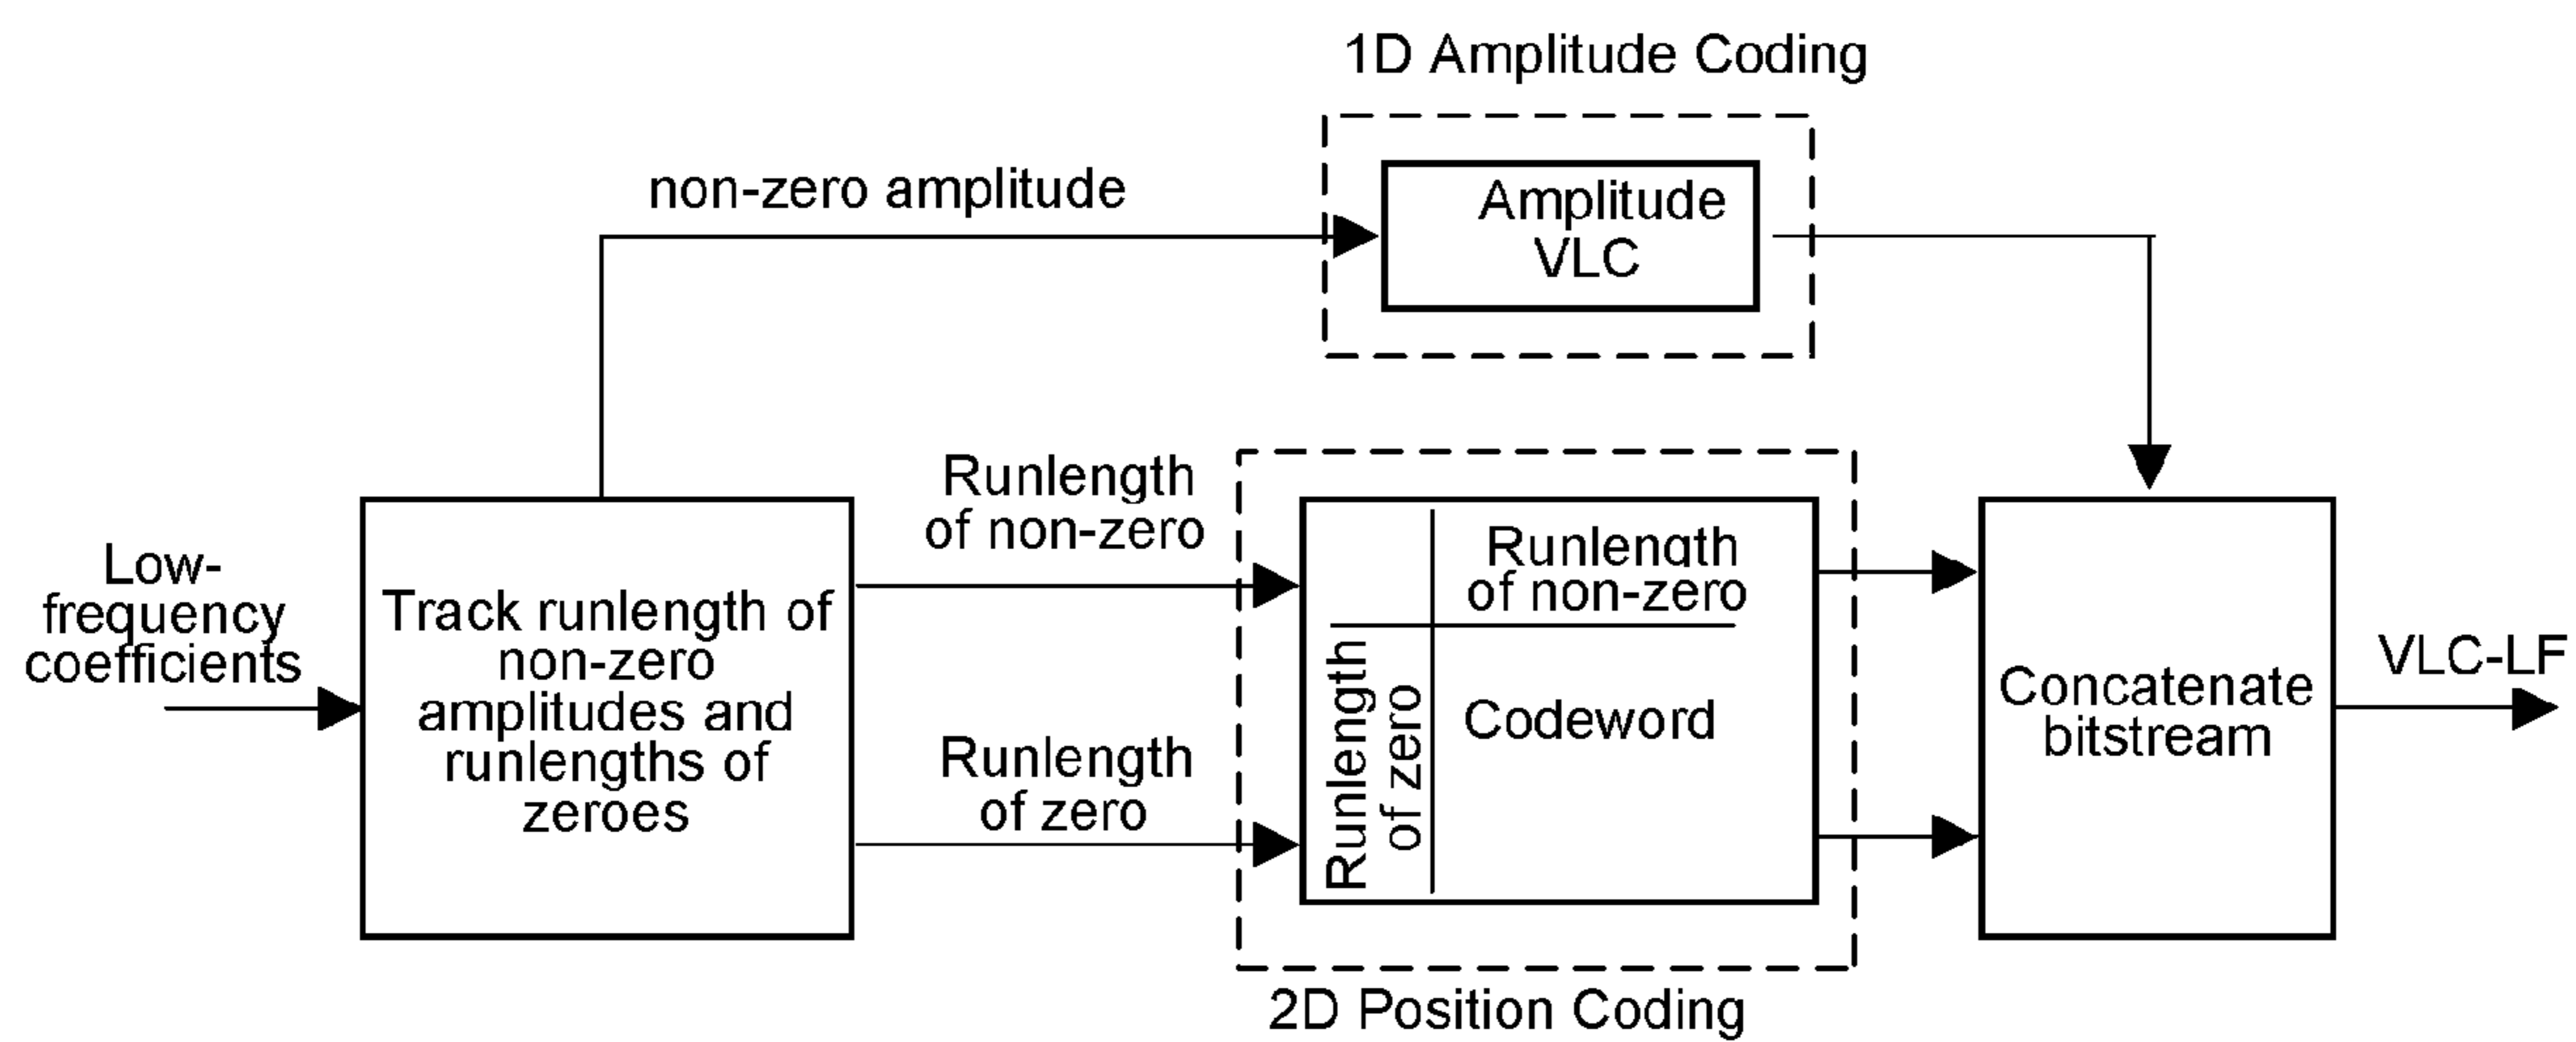 1D Amplitude Coding
non-zero amplitude
Amplitude
VLC
Low-
frequency
coefficients
Track runlength of
non-zero
amplitudes and
runlengths of
zeroes
Runlength
of non-zero
Runlength
of zero
Runlength
of non-zero
Runlength
of zero
Codeword
2D Position Coding
Concatenate
bitstream
VLC-LF